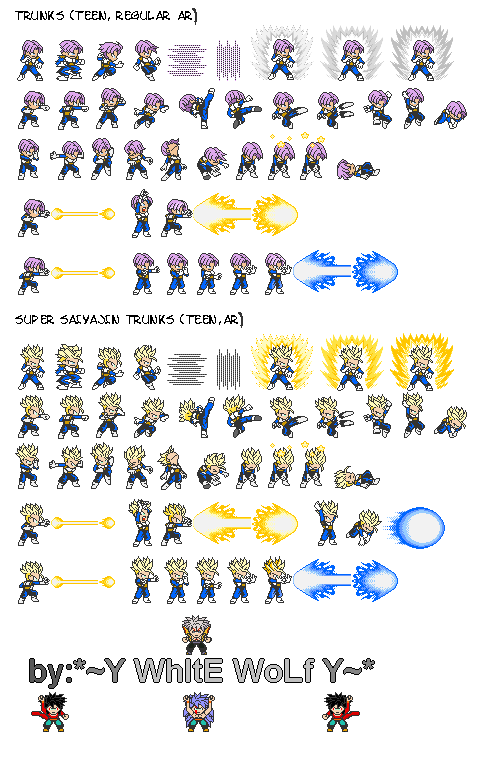 TRUNKS (TEEN, REGULAR AR)
SUPER SAIYAJIN TRUNKS (TEEN,AR)
by:*~Y WhItE WoLf Y~*